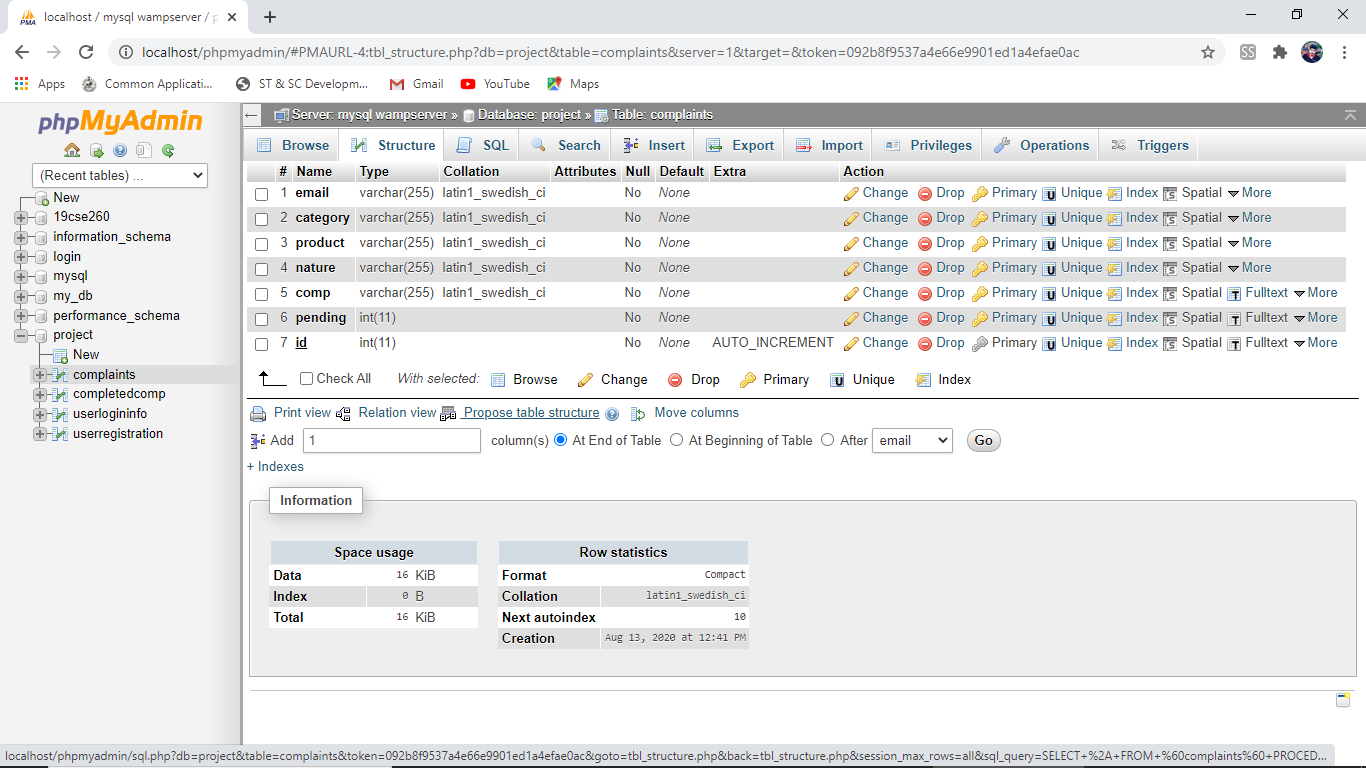 localhost / mysql wampserver / p
localhost/phpmyadmin/#PMAURL-4:tbl_structure.php?db=project&table=complaints&server=1&target=&token=092b8f9537a4e66e9901ed1a4efae0ac
Apps Common Applicati... ST & SC Developm... Gmail YouTube Maps
phpMyAdmin
(Recent tables) ...
New
19cse260
information_schema
login
mysql
my_db
performance_schema
project
New
complaints
completedcomp
userlogininfo
userregistration
Server: mysql wampserver » Database: project » Table: complaints
Browse Structure SQL Search Insert Export Import Privileges Operations Triggers
# Name Type Collation Attributes Null Default Extra Action
1 email varchar(255) latin1_swedish_ci No None Change Drop Primary Unique Index Spatial More
2 category varchar(255) latin1_swedish_ci No None Change Drop Primary Unique Index Spatial More
3 product varchar(255) latin1_swedish_ci No None Change Drop Primary Unique Index Spatial More
4 nature varchar(255) latin1_swedish_ci No None Change Drop Primary Unique Index Spatial More
5 comp varchar(255) latin1_swedish_ci No None Change Drop Primary Unique Index Spatial Fulltext More
6 pending int(11) No None Change Drop Primary Unique Index Spatial Fulltext More
7 id int(11) No None AUTO_INCREMENT Change Drop Primary Unique Index Spatial Fulltext More
Check All With selected: Browse Change Drop Primary Unique Index
Print view Relation view Propose table structure Move columns
Add 1 column(s) At End of Table At Beginning of Table After email Go
+ Indexes
Information
Space usage
Data 16 KiB
Index 0 B
Total 16 KiB
Row statistics
Format Compact
Collation latin1_swedish_ci
Next autoindex 10
Creation Aug 13, 2020 at 12:41 PM
localhost/phpmyadmin/sql.php?db=project&table=complaints&token=092b8f9537a4e66e9901ed1a4efae0ac&goto=tbl_structure.php&back=tbl_structure.php&session_max_rows=all&sql_query=SELECT+%2A+FROM+%60complaints%60+PROCED...